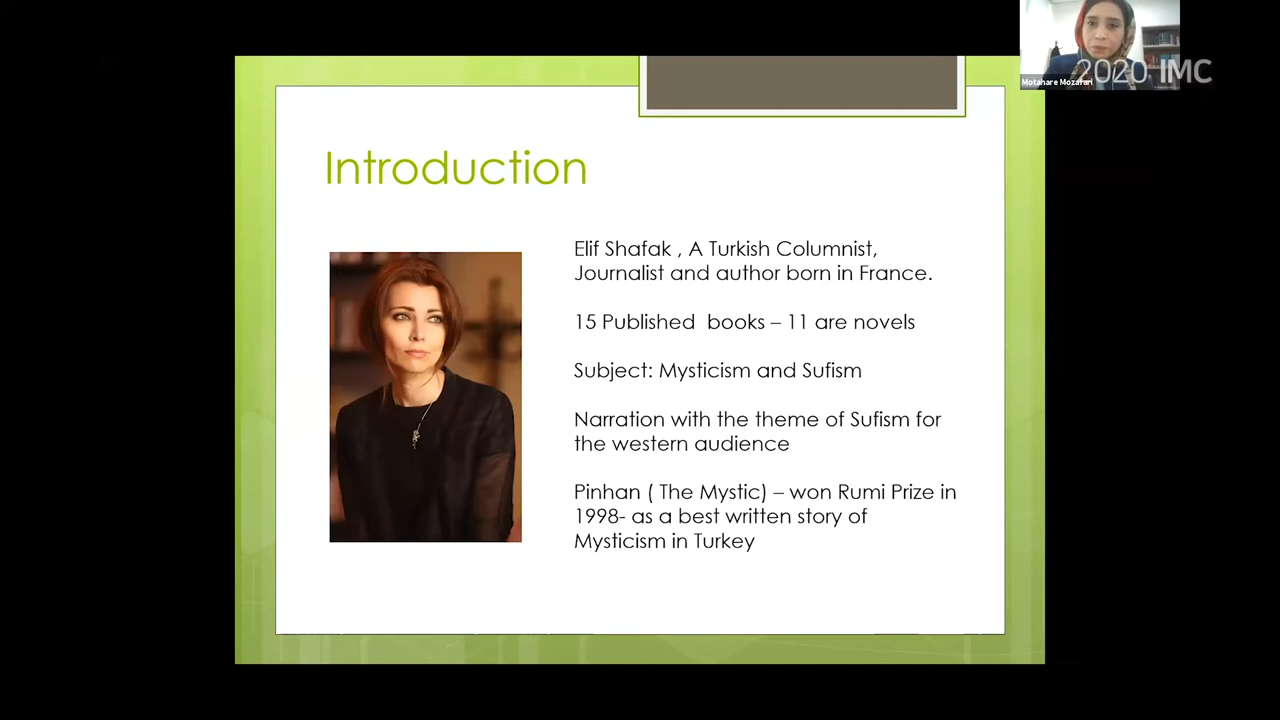 2020 IMC
Motahare Mozafari
Introduction
Elif Shafak , A Turkish Columnist,
Journalist and author born in France.
15 Published  books – 11 are novels
Subject: Mysticism and Sufism
Narration with the theme of Sufism for
the western audience
Pinhan ( The Mystic) – won Rumi Prize in
1998- as a best written story of
Mysticism in Turkey